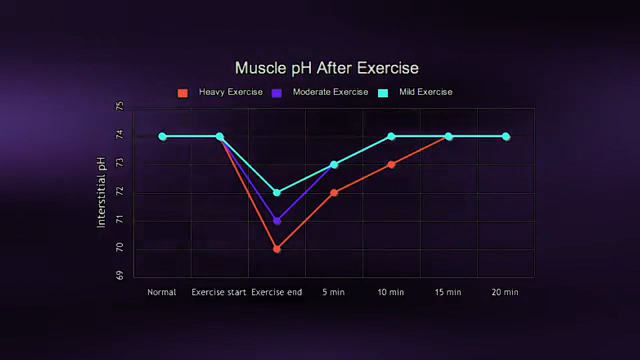 Muscle pH After Exercise
Heavy Exercise Moderate Exercise Mild Exercise
75
74
73
72
71
70
69
Interstitial pH
Normal Exercise start Exercise end 5 min 10 min 15 min 20 min